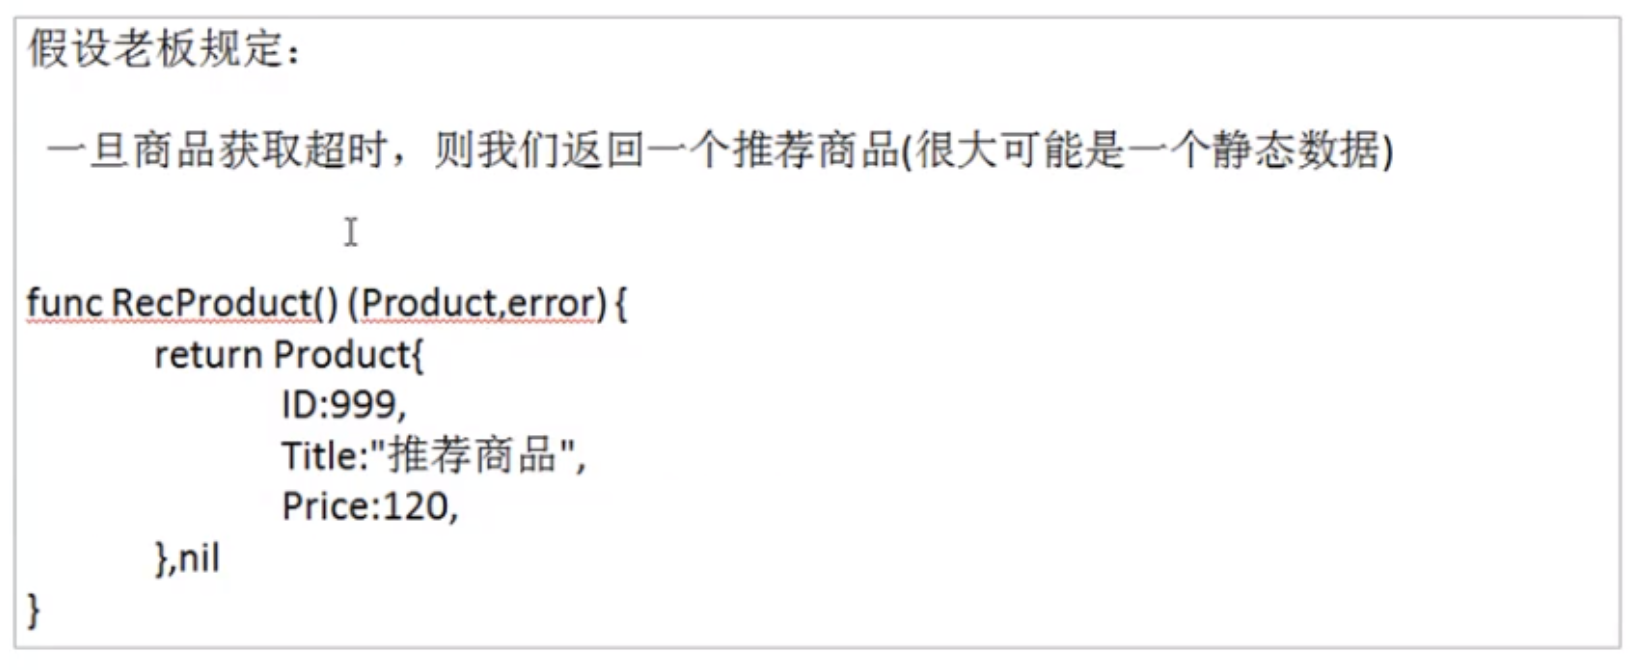 假设老板规定：
一旦商品获取超时，则我们返回一个推荐商品(很大可能是一个静态数据)
func RecProduct() (Product,error) {
return Product{
ID:999,
Title:"推荐商品",
Price:120,
},nil
}